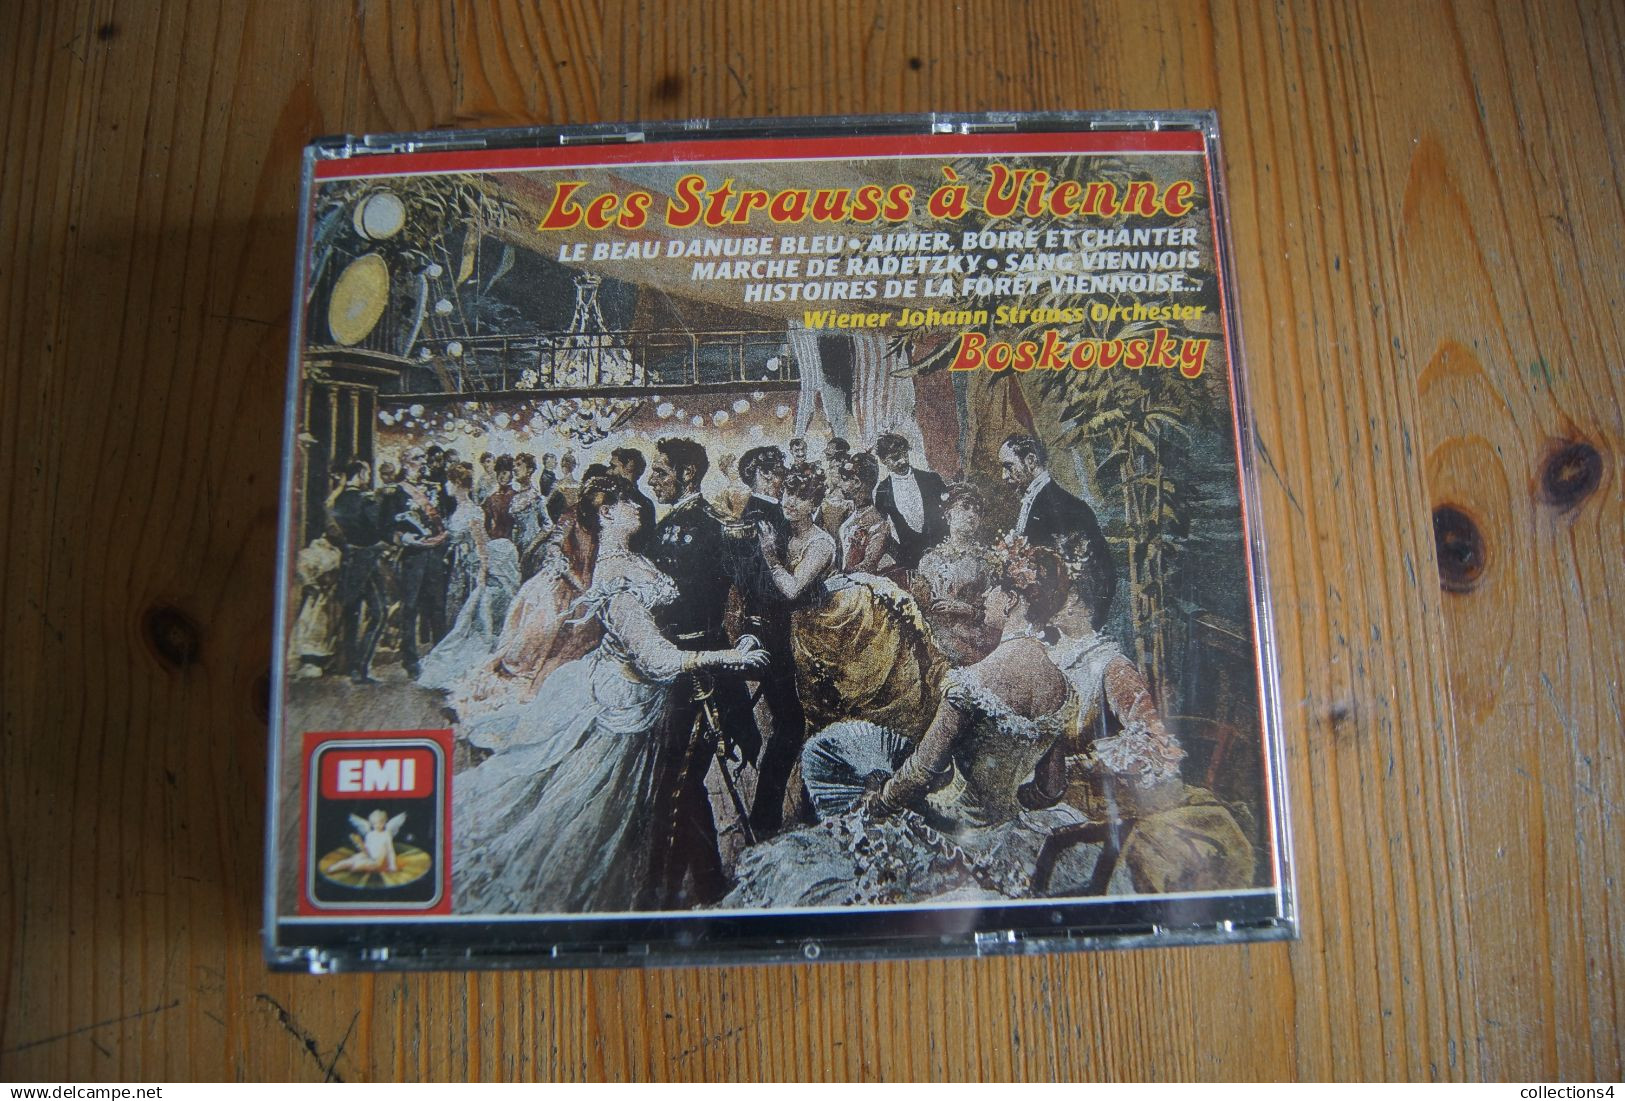 Les Strauss à Vienne
LE BEAU DANUBE BLEU • AIMER, BOIRE ET CHANTER
MARCHE DE RADETZKY • SANG VIENNOIS
HISTOIRES DE LA FORET VIENNOISE...
Wiener Johann Strauss Orchester
Boskovsky
EMI
delcampe.net
collections4